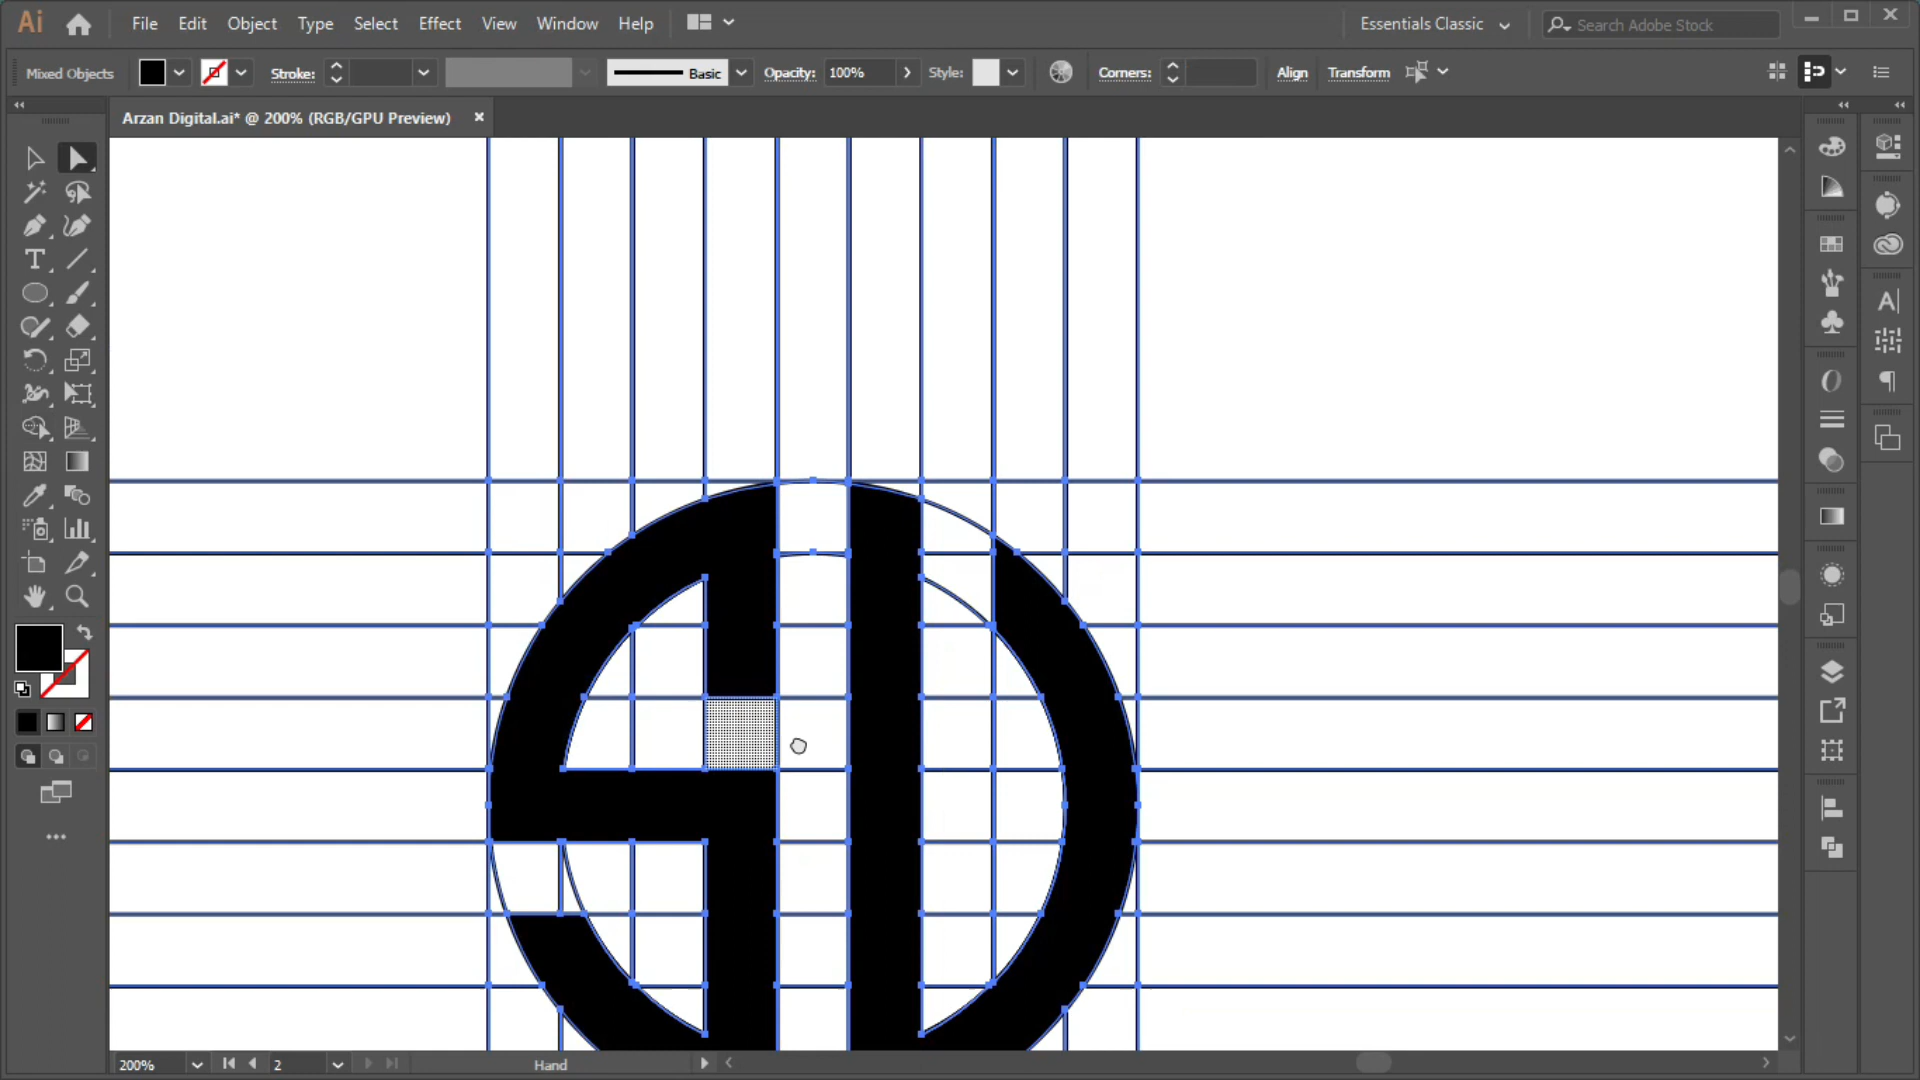 Ai File Edit Object Type Select Effect View Window Help Essentials Classic Search Adobe Stock
Mixed Objects Stroke: Basic Opacity: 100% Style: Corners: Align Transform
Arzan Digital.ai* @ 200% (RGB/GPU Preview) ×
200% 2 Hand